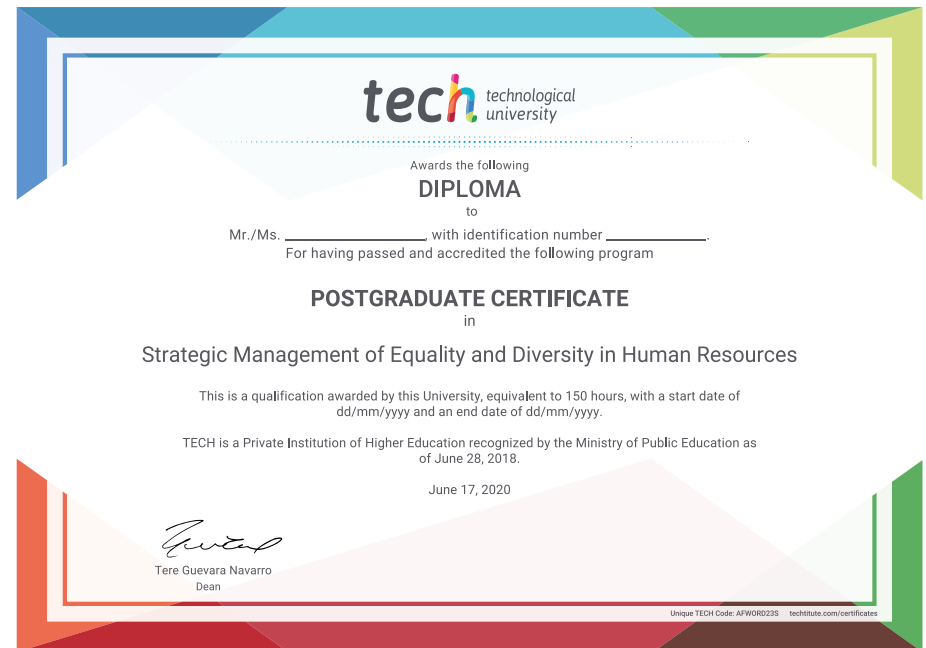 tech technological
university
Awards the following
DIPLOMA
to
Mr./Ms. ____________________, with identification number ______________.
For having passed and accredited the following program
POSTGRADUATE CERTIFICATE
in
Strategic Management of Equality and Diversity in Human Resources
This is a qualification awarded by this University, equivalent to 150 hours, with a start date of
dd/mm/yyyy and an end date of dd/mm/yyyy.
TECH is a Private Institution of Higher Education recognized by the Ministry of Public Education as
of June 28, 2018.
June 17, 2020
Tere Guevara Navarro
Dean
Unique TECH Code: AFWORD23S techtitute.com/certificates